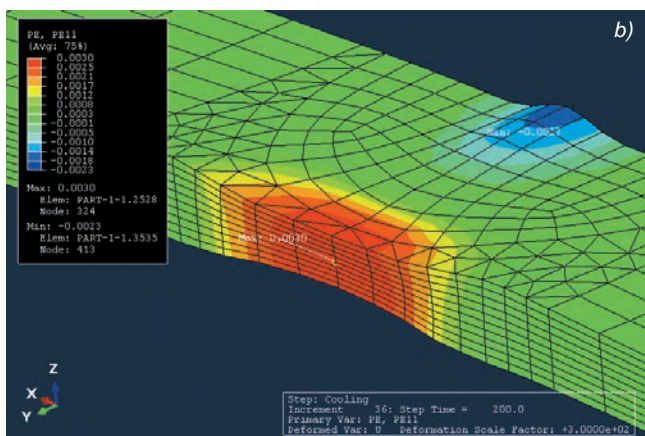 b)
PE, PE11
(Avg: 75%)
0.0030
0.0025
0.0021
0.0017
0.0012
0.0008
0.0003
-0.0001
-0.0005
-0.0010
-0.0014
-0.0018
-0.0023
Max: 0.0030
Elem: PART-1-1.2528
Node: 324
Min: -0.0023
Elem: PART-1-1.3535
Node: 413
Min: -0.0023
Max: 0.0030
Z
X
Y
Step: Cooling
Increment 36: Step Time = 200.0
Primary Var: PE, PE11
Deformed Var: U Deformation Scale Factor: +3.0000e+02